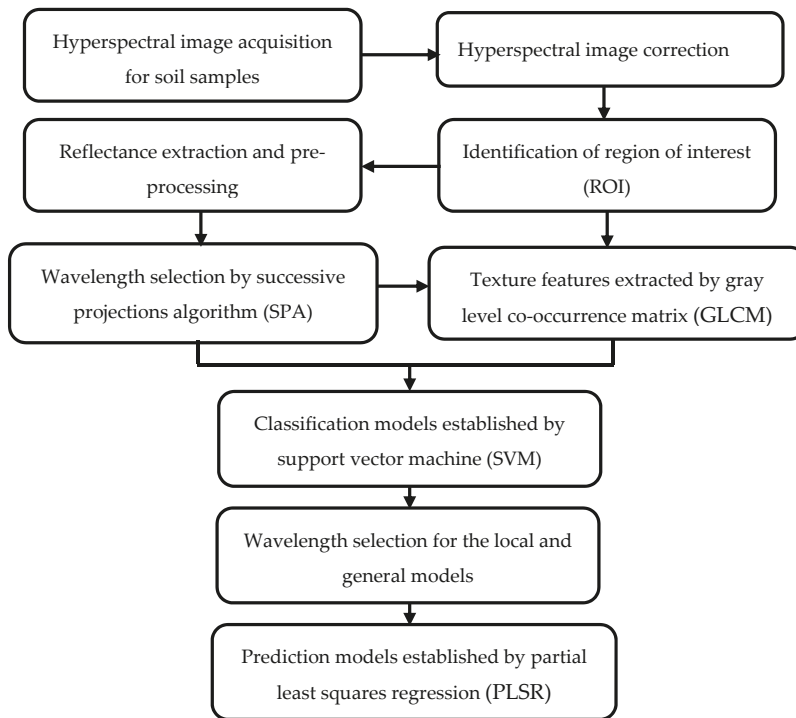 Hyperspectral image acquisition
for soil samples
Hyperspectral image correction
Reflectance extraction and pre-
processing
Identification of region of interest
(ROI)
Wavelength selection by successive
projections algorithm (SPA)
Texture features extracted by gray
level co-occurrence matrix (GLCM)
Classification models established by
support vector machine (SVM)
Wavelength selection for the local and
general models
Prediction models established by partial
least squares regression (PLSR)